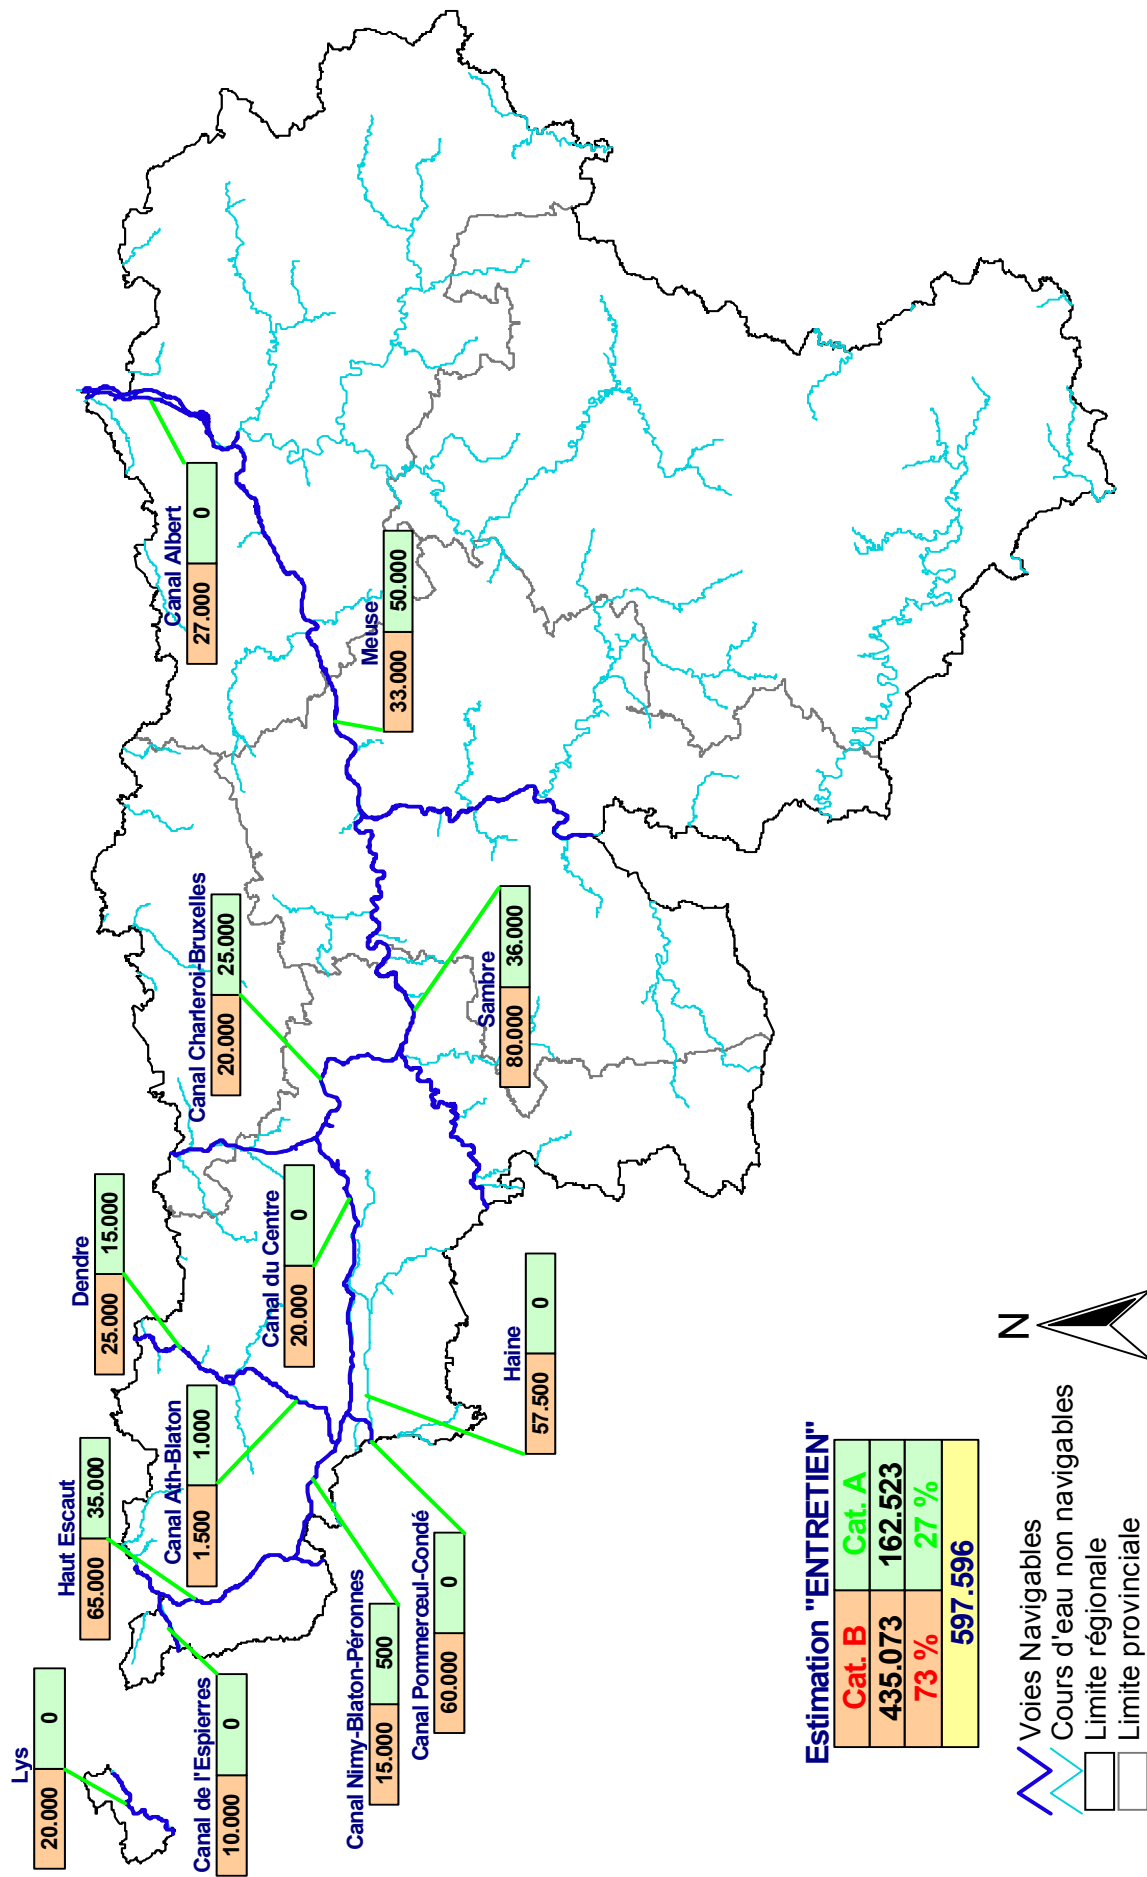 Lys
20.000 0
Canal de l'Espierres
10.000 0
Haut Escaut
65.000 35.000
Canal Ath-Blaton
1.500 1.000
Dendre
25.000 15.000
Canal Nimy-Blaton-Péronnes
15.000 500
Canal Pommerœul-Condé
60.000 0
Haine
57.500 0
Canal du Centre
20.000 0
Canal Charleroi-Bruxelles
20.000 25.000
Sambre
80.000 36.000
Meuse
33.000 50.000
Canal Albert
27.000 0
Estimation "ENTRETIEN"
Cat. B Cat. A
435.073 162.523
73 % 27 %
597.596
N
Voies Navigables
Cours d'eau non navigables
Limite régionale
Limite provinciale